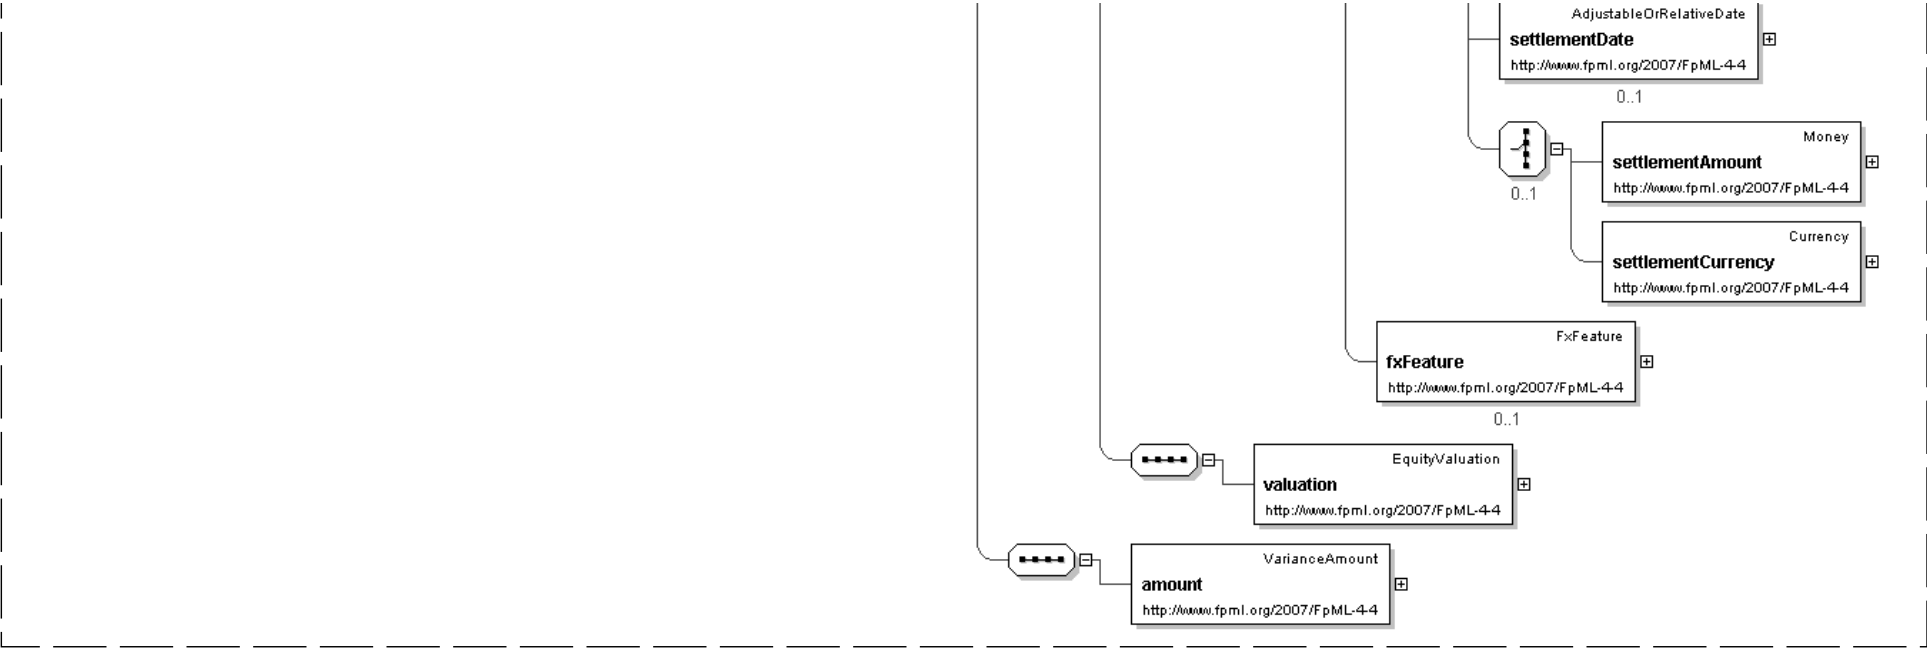 AdjustableOrRelativeDate
settlementDate
http://www.fpml.org/2007/FpML-4-4
0..1
Money
settlementAmount
http://www.fpml.org/2007/FpML-4-4
0..1
Currency
settlementCurrency
http://www.fpml.org/2007/FpML-4-4
FxFeature
fxFeature
http://www.fpml.org/2007/FpML-4-4
0..1
EquityValuation
valuation
http://www.fpml.org/2007/FpML-4-4
VarianceAmount
amount
http://www.fpml.org/2007/FpML-4-4